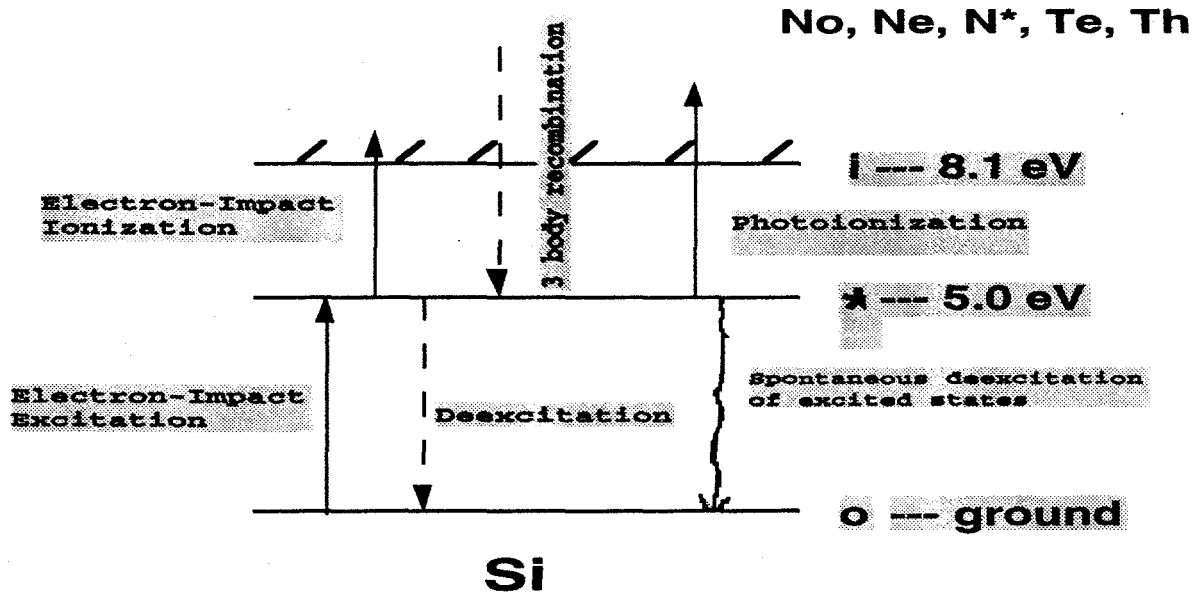 No, Ne, N*, Te, Th
3 body recombination
i --- 8.1 eV
Electron-Impact
Ionization
Photoionization
* --- 5.0 eV
Spontaneous deexcitation
of excited states
Electron-Impact
Excitation
Deexcitation
o --- ground
Si